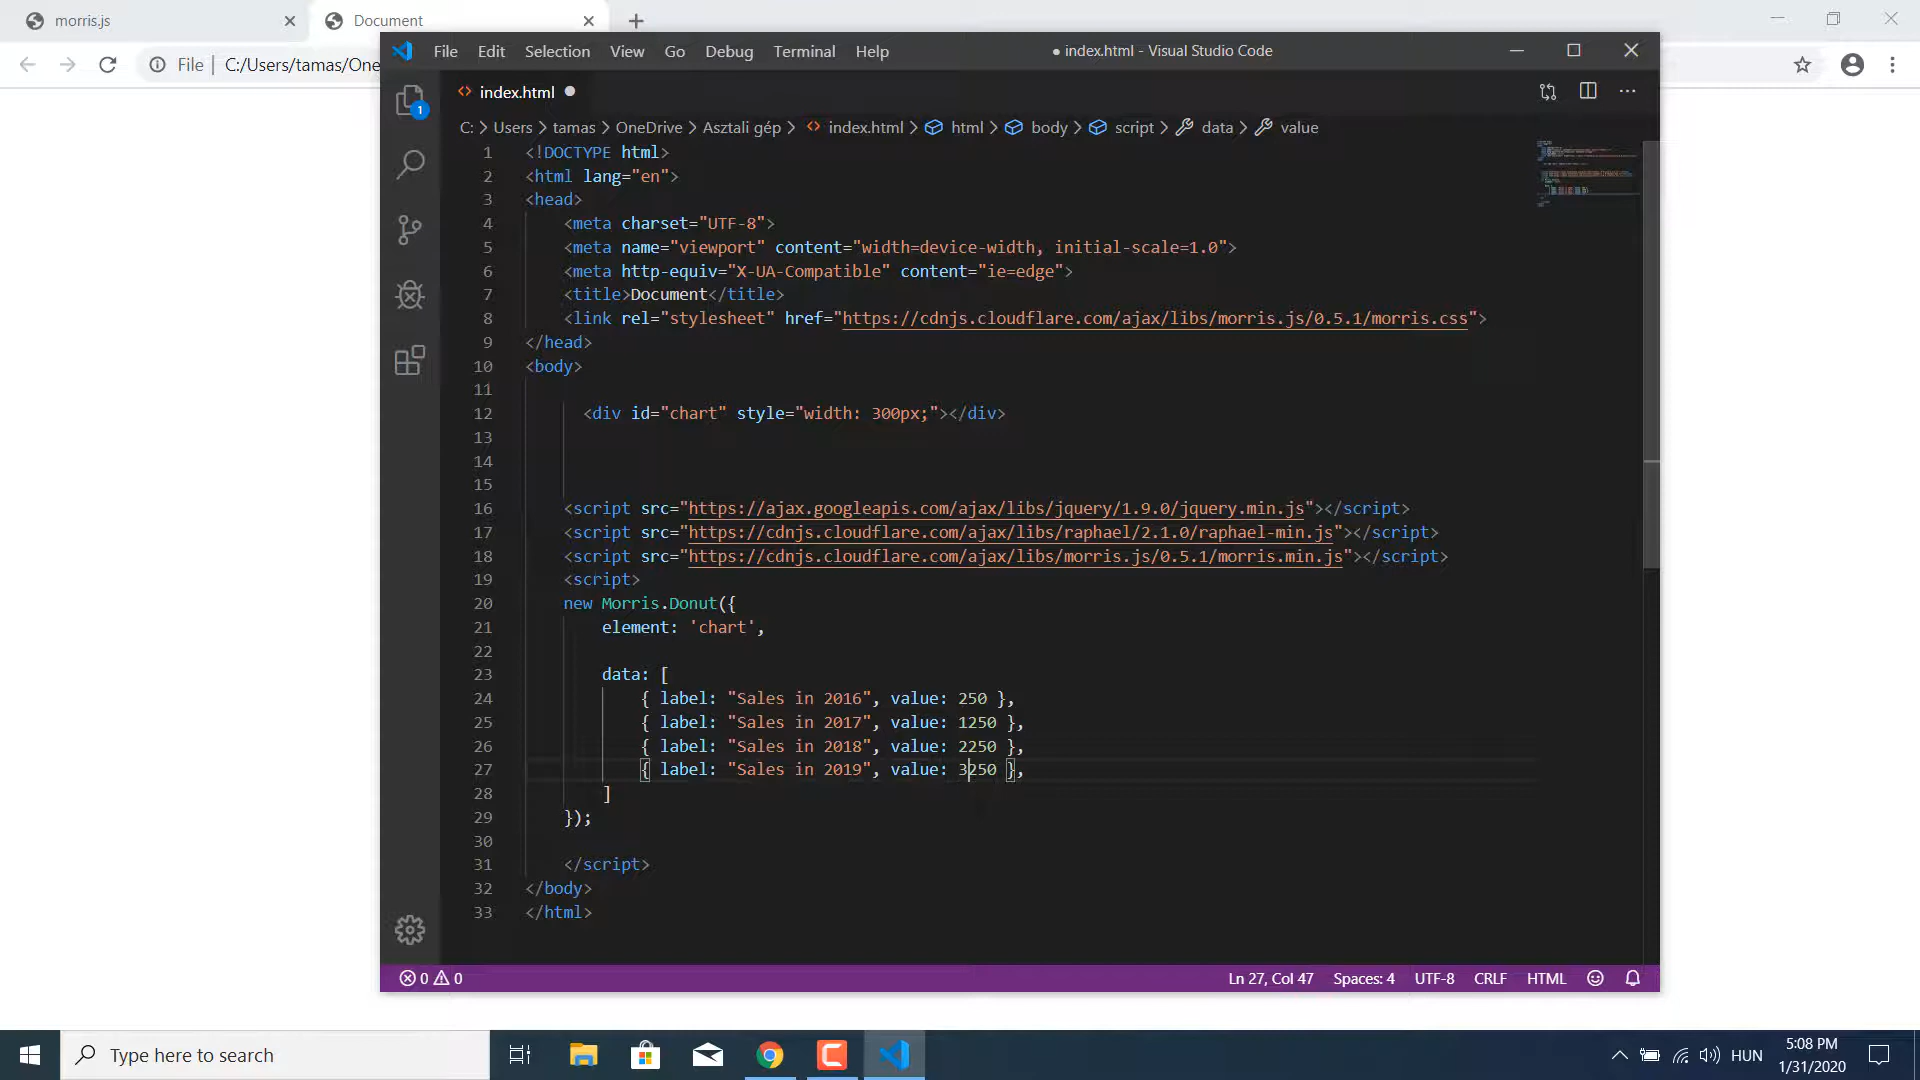 morris.js
Document
File
C:/Users/tamas/One
File Edit Selection View Go Debug Terminal Help
● index.html - Visual Studio Code
1
index.html
C: > Users > tamas > OneDrive > Asztali gép > index.html > html > body > script > data > value
1 <!DOCTYPE html>
2 <html lang="en">
3 <head>
4 <meta charset="UTF-8">
5 <meta name="viewport" content="width=device-width, initial-scale=1.0">
6 <meta http-equiv="X-UA-Compatible" content="ie=edge">
7 <title>Document</title>
8 <link rel="stylesheet" href="https://cdnjs.cloudflare.com/ajax/libs/morris.js/0.5.1/morris.css">
9 </head>
10 <body>
11
12 <div id="chart" style="width: 300px;"></div>
13
14
15
16 <script src="https://ajax.googleapis.com/ajax/libs/jquery/1.9.0/jquery.min.js"></script>
17 <script src="https://cdnjs.cloudflare.com/ajax/libs/raphael/2.1.0/raphael-min.js"></script>
18 <script src="https://cdnjs.cloudflare.com/ajax/libs/morris.js/0.5.1/morris.min.js"></script>
19 <script>
20 new Morris.Donut({
21 element: 'chart',
22
23 data: [
24 { label: "Sales in 2016", value: 250 },
25 { label: "Sales in 2017", value: 1250 },
26 { label: "Sales in 2018", value: 2250 },
27 { label: "Sales in 2019", value: 3250 },
28 ]
29 });
30
31 </script>
32 </body>
33 </html>
0 0
Ln 27, Col 47 Spaces: 4 UTF-8 CRLF HTML
Type here to search
HUN
5:08 PM
1/31/2020